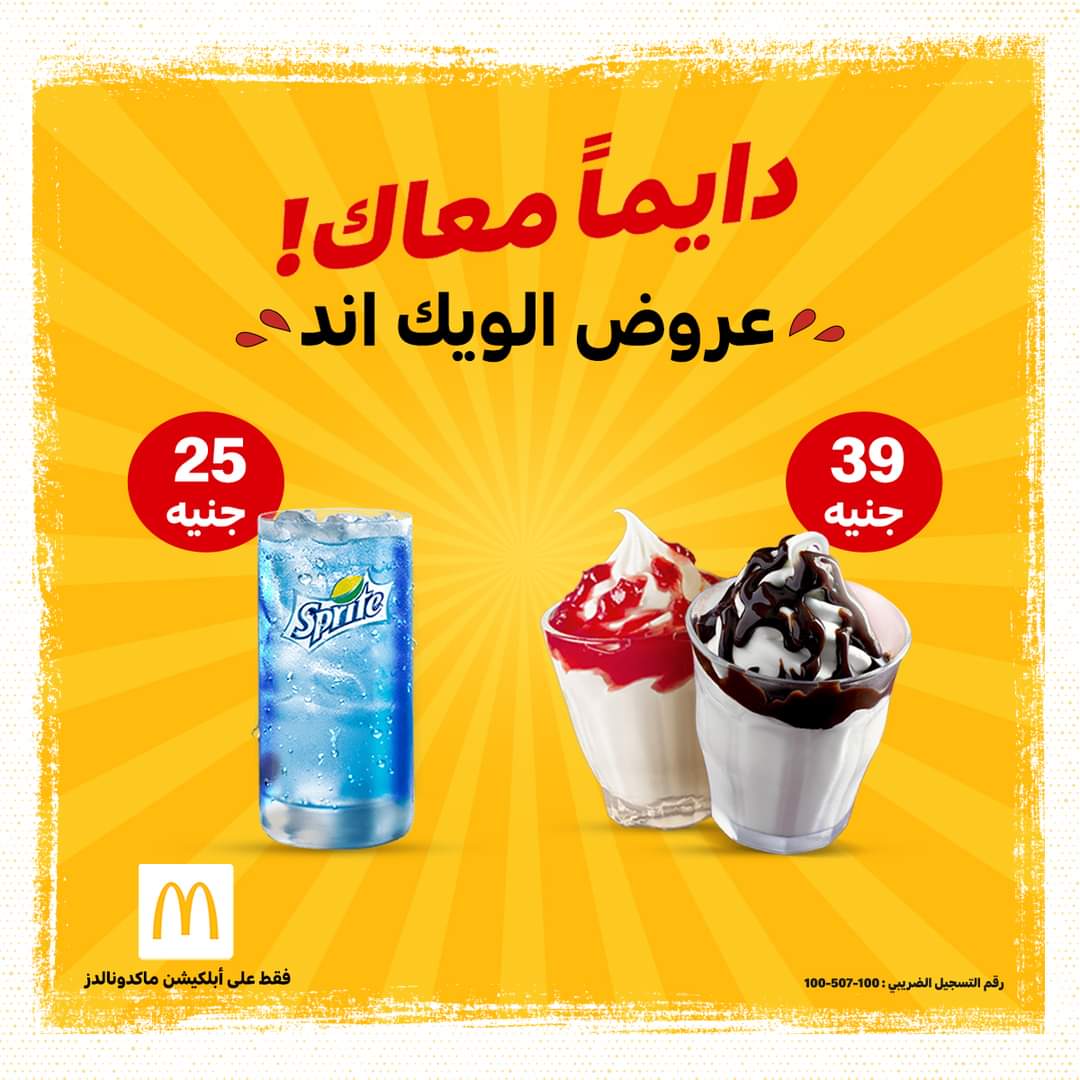 دايماً معاك!
عروض الويك اند
39
جنيه
25
جنيه
Sprite
فقط على أبلكيشن ماكدونالدز
رقم التسجيل الضريبي : 100-507-100